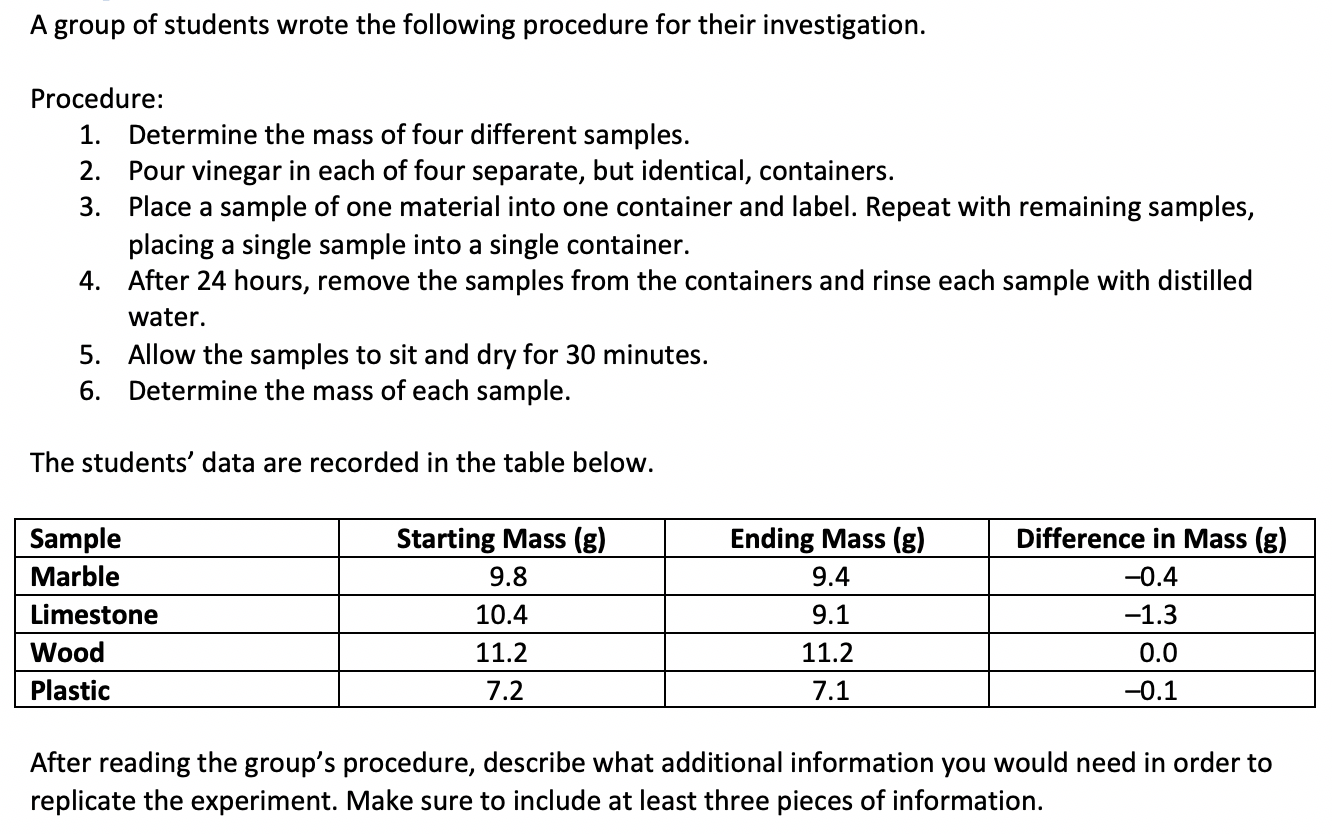 A group of students wrote the following procedure for their investigation.
Procedure:
1. Determine the mass of four different samples.
2. Pour vinegar in each of four separate, but identical, containers.
3. Place a sample of one material into one container and label. Repeat with remaining samples,
placing a single sample into a single container.
4. After 24 hours, remove the samples from the containers and rinse each sample with distilled
water.
5. Allow the samples to sit and dry for 30 minutes.
6. Determine the mass of each sample.
The students’ data are recorded in the table below.
Sample Starting Mass (g) Ending Mass (g) Difference in Mass (g)
Marble 9.8 9.4 –0.4
Limestone 10.4 9.1 –1.3
Wood 11.2 11.2 0.0
Plastic 7.2 7.1 –0.1
After reading the group’s procedure, describe what additional information you would need in order to
replicate the experiment. Make sure to include at least three pieces of information.